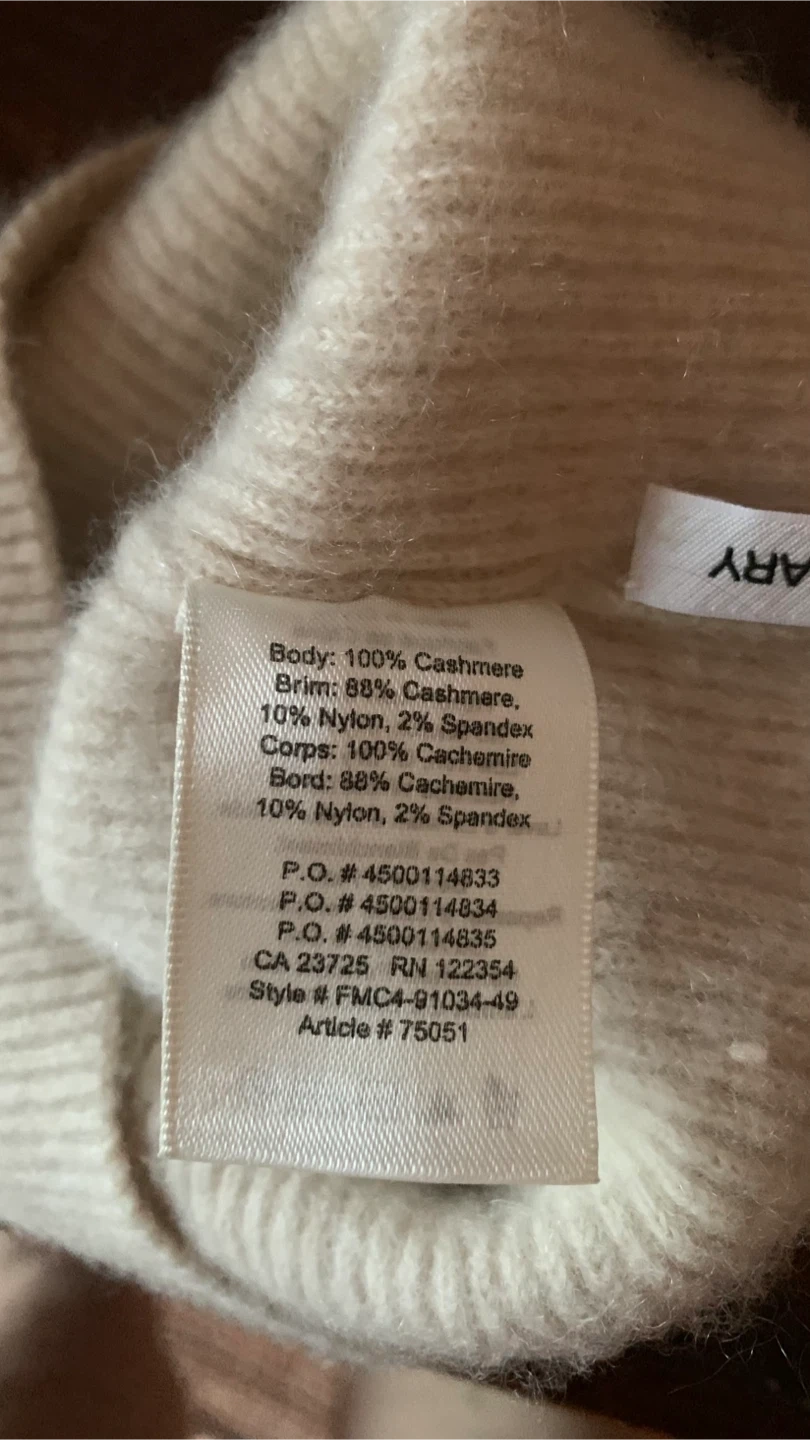 Body: 100% Cashmere
Brim: 88% Cashmere,
10% Nylon, 2% Spandex
Corps: 100% Cachemire
Bord: 88% Cachemire,
10% Nylon, 2% Spandex
P.O. # 4500114833
P.O. # 4500114834
P.O. # 4500114835
CA 23725 RN 122354
Style # FMC4-91034-49
Article # 75051
ARY